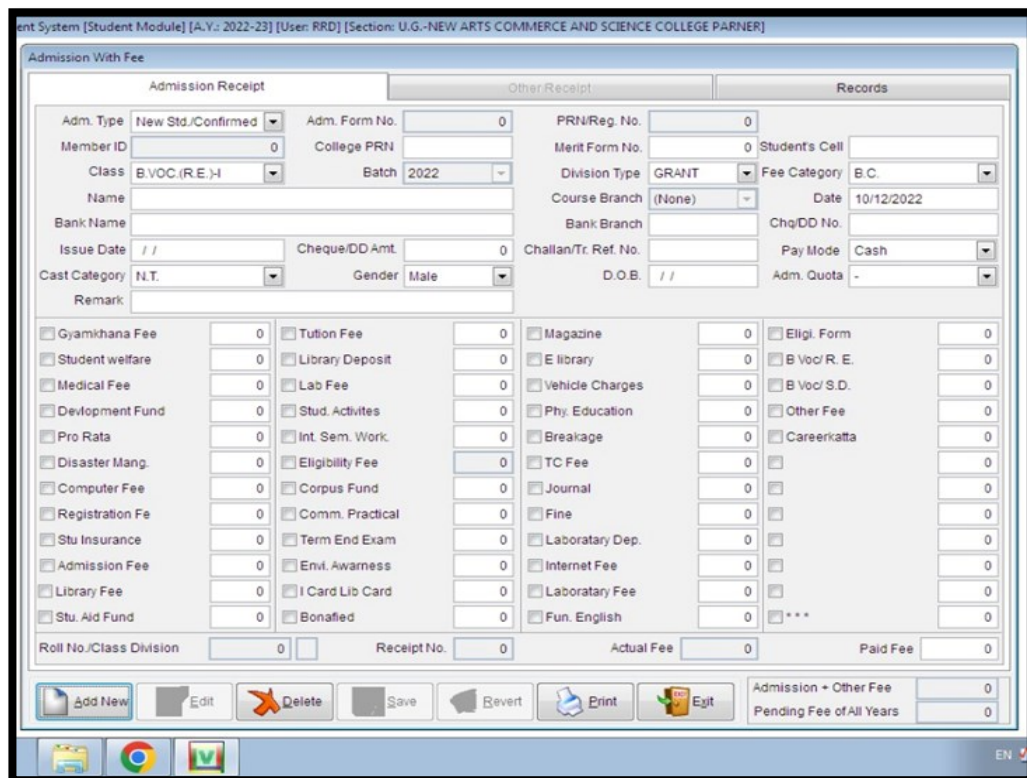 ent System [Student Module] [A.Y.: 2022-23] [User: RRD] [Section: U.G.-NEW ARTS COMMERCE AND SCIENCE COLLEGE PARNER]
Admission With Fee
Admission Receipt Other Receipt Records
Adm. Type New Std./Confirmed Adm. Form No. 0 PRN/Reg. No. 0
Member ID 0 College PRN Merit Form No. 0 Student's Cell
Class B.VOC.(R.E.)-I Batch 2022 Division Type GRANT Fee Category B.C.
Name Course Branch (None) Date 10/12/2022
Bank Name Bank Branch Chq/DD No.
Issue Date / / Cheque/DD Amt. 0 Challan/Tr. Ref. No. Pay Mode Cash
Cast Category N.T. Gender Male D.O.B. / / Adm. Quota -
Remark
Gyamkhana Fee 0 Tution Fee 0 Magazine 0 Eligi. Form 0
Student welfare 0 Library Deposit 0 E library 0 B Voc/ R. E. 0
Medical Fee 0 Lab Fee 0 Vehicle Charges 0 B Voc/ S.D. 0
Devlopment Fund 0 Stud. Activites 0 Phy. Education 0 Other Fee 0
Pro Rata 0 Int. Sem. Work. 0 Breakage 0 Careerkatta 0
Disaster Mang. 0 Eligibility Fee 0 TC Fee 0 0
Computer Fee 0 Corpus Fund 0 Journal 0 0
Registration Fe 0 Comm. Practical 0 Fine 0 0
Stu Insurance 0 Term End Exam 0 Laboratary Dep. 0 0
Admission Fee 0 Envi. Awarness 0 Internet Fee 0 0
Library Fee 0 I Card Lib Card 0 Laboratary Fee 0 0
Stu. Aid Fund 0 Bonafied 0 Fun. English 0 * * * 0
Roll No./Class Division 0 Receipt No. 0 Actual Fee 0 Paid Fee 0
Add New Edit Delete Save Revert Print EXIT Exit Admission + Other Fee 0
Pending Fee of All Years 0
EN